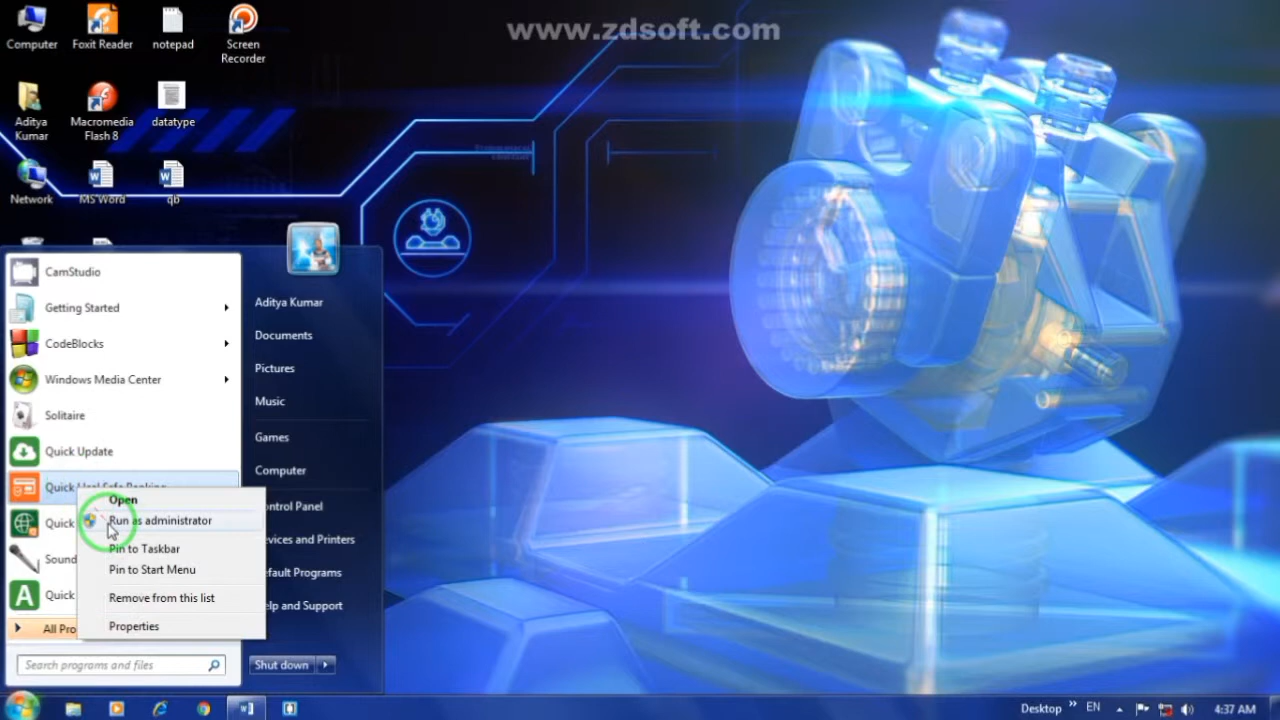 www.zdsoft.com
Computer
Foxit Reader
notepad
Screen
Recorder
Aditya
Kumar
Macromedia
Flash 8
datatype
Network
MS Word
qb
CamStudio
Getting Started
CodeBlocks
Windows Media Center
Solitaire
Quick Update
Quick Heal Safe Banking
Quick
Sound
Quick
All Pro
Search programs and files
Open
Run as administrator
Pin to Taskbar
Pin to Start Menu
Remove from this list
Properties
Aditya Kumar
Documents
Pictures
Music
Games
Computer
ontrol Panel
evices and Printers
efault Programs
elp and Support
Shut down
Desktop
EN
4:37 AM